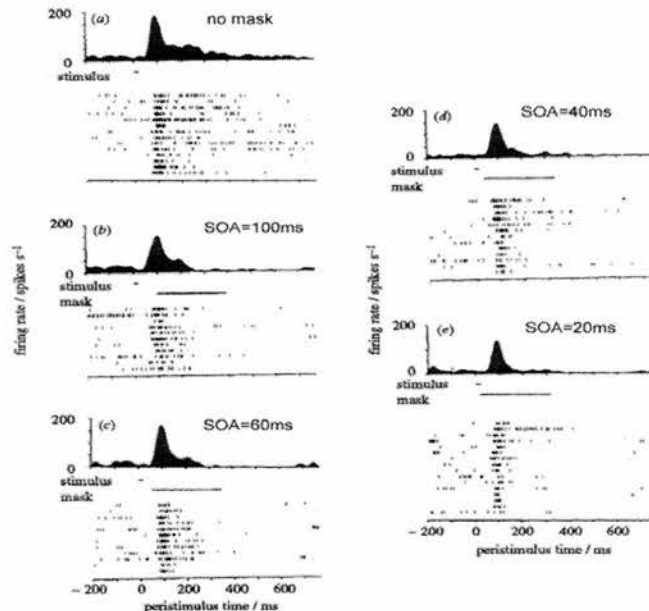 200
(a)
no mask
0
stimulus
200
(b)
SOA=100ms
0
stimulus
mask
200
(c)
SOA=60ms
0
stimulus
mask
firing rate / spikes s⁻¹
− 200 0 200 400 600
peristimulus time / ms
200
(d)
SOA=40ms
0
stimulus
mask
200
(e)
SOA=20ms
0
stimulus
mask
firing rate / spikes s⁻¹
− 200 0 200 400 600
peristimulus time / ms